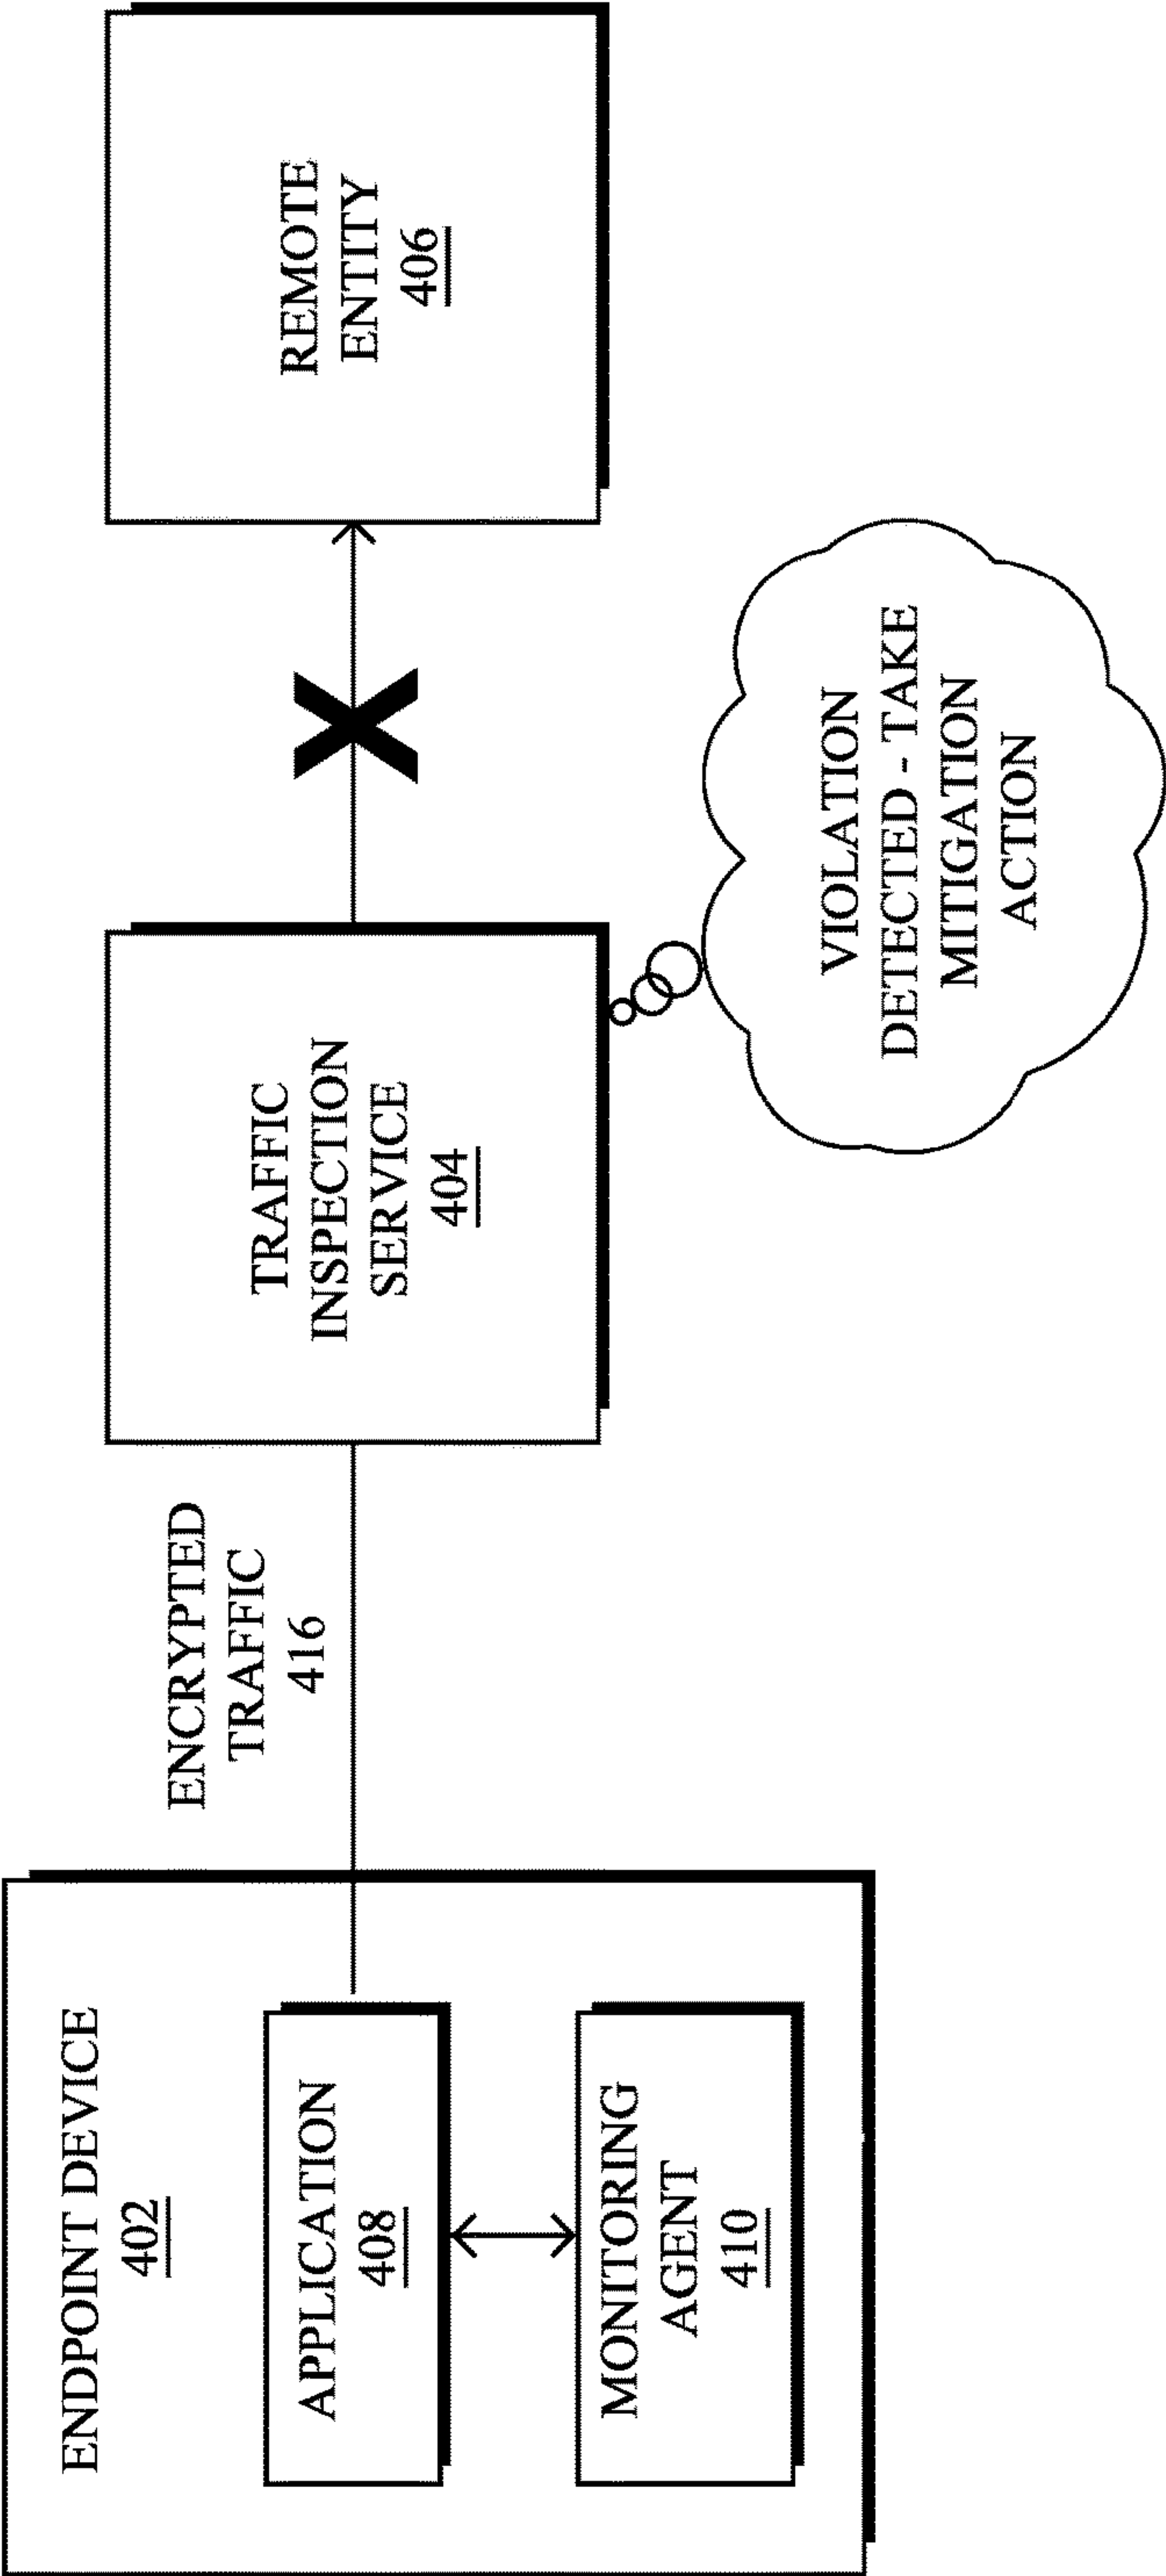 ENDPOINT DEVICE
402
APPLICATION
408
MONITORING
AGENT
410
ENCRYPTED
TRAFFIC
416
TRAFFIC
INSPECTION
SERVICE
404
X
REMOTE
ENTITY
406
VIOLATION
DETECTED - TAKE
MITIGATION
ACTION